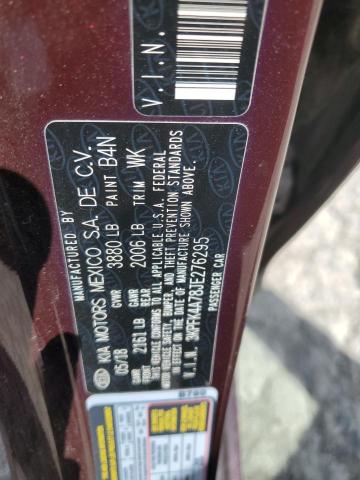 V.I.N.
MANUFACTURED BY
KIA MOTORS MEXICO S.A. DE C.V.
05/18 GVWR 3880 LB PAINT B4N
GAWR FRONT 2161 LB GAWR REAR 2006 LB TRIM WK
THIS VEHICLE CONFORMS TO ALL APPLICABLE U.S.A. FEDERAL
MOTOR VEHICLE SAFETY, BUMPER, AND THEFT PREVENTION STANDARDS
IN EFFECT ON THE DATE OF MANUFACTURE SHOWN ABOVE.
V.I.N. 3KPFK4A78JE276295
PASSENGER CAR